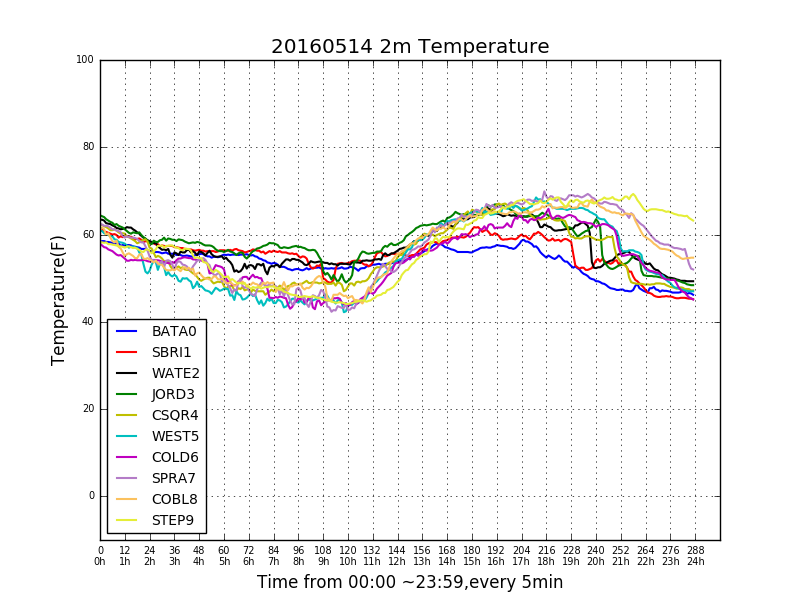 20160514 2m Temperature
100
80
60
40
20
0
Temperature(F)
BATA0
SBRI1
WATE2
JORD3
CSQR4
WEST5
COLD6
SPRA7
COBL8
STEP9
0 12 24 36 48 60 72 84 96 108 120 132 144 156 168 180 192 204 216 228 240 252 264 276 288
0h 1h 2h 3h 4h 5h 6h 7h 8h 9h 10h 11h 12h 13h 14h 15h 16h 17h 18h 19h 20h 21h 22h 23h 24h
Time from 00:00 ~23:59,every 5min